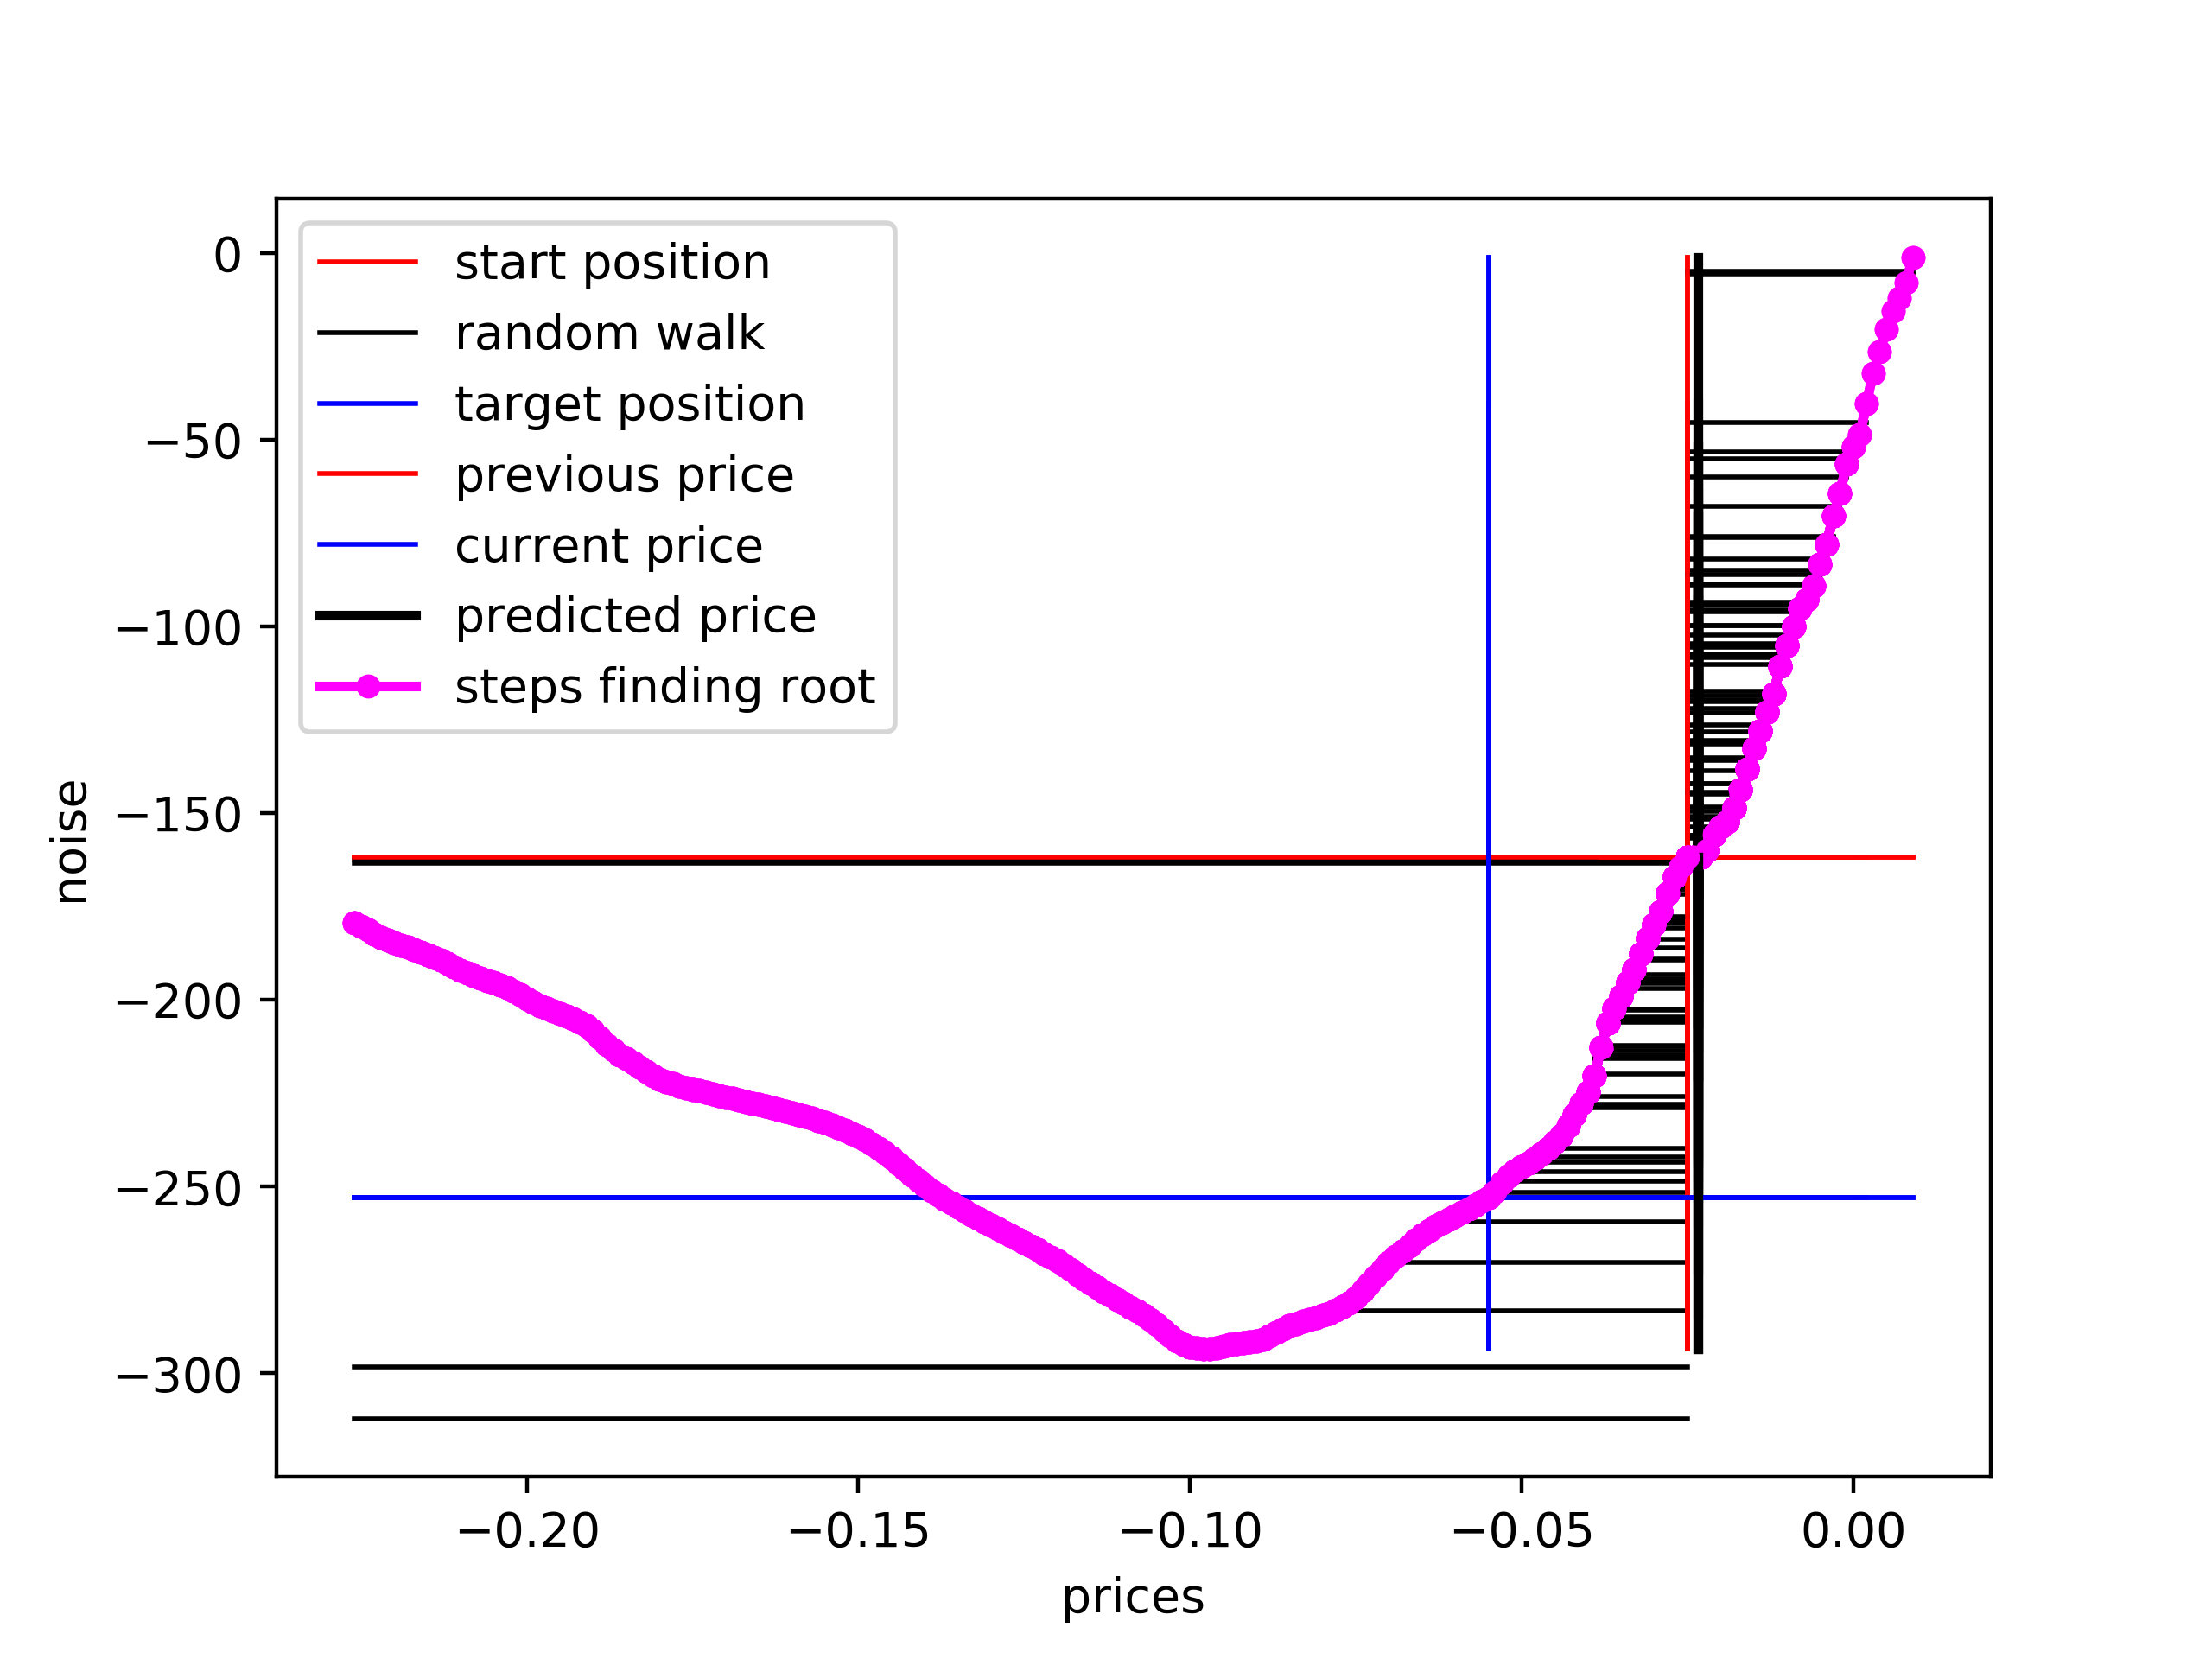 start position
random walk
target position
previous price
current price
predicted price
steps finding root
0
−50
−100
−150
−200
−250
−300
noise
−0.20 −0.15 −0.10 −0.05 0.00
prices